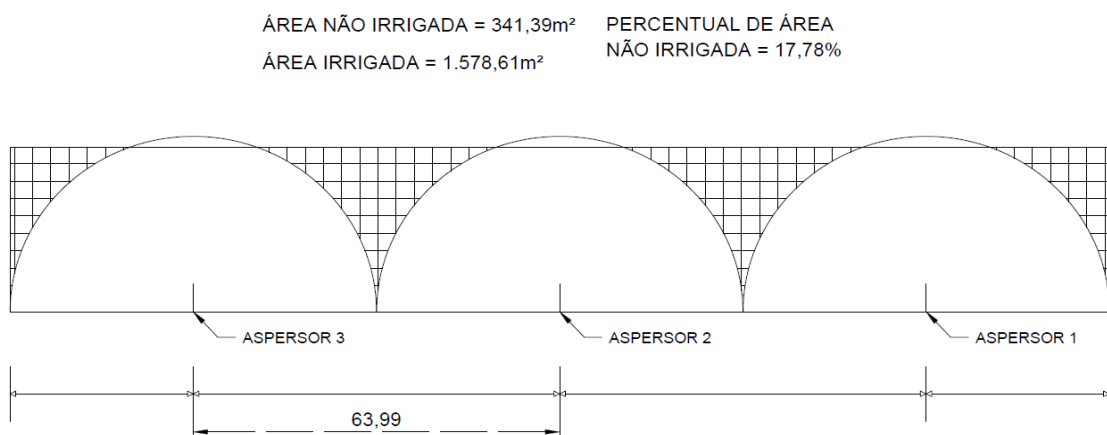 ÁREA NÃO IRRIGADA = 341,39m²
ÁREA IRRIGADA = 1.578,61m²
PERCENTUAL DE ÁREA
NÃO IRRIGADA = 17,78%
ASPERSOR 3
ASPERSOR 2
ASPERSOR 1
63,99